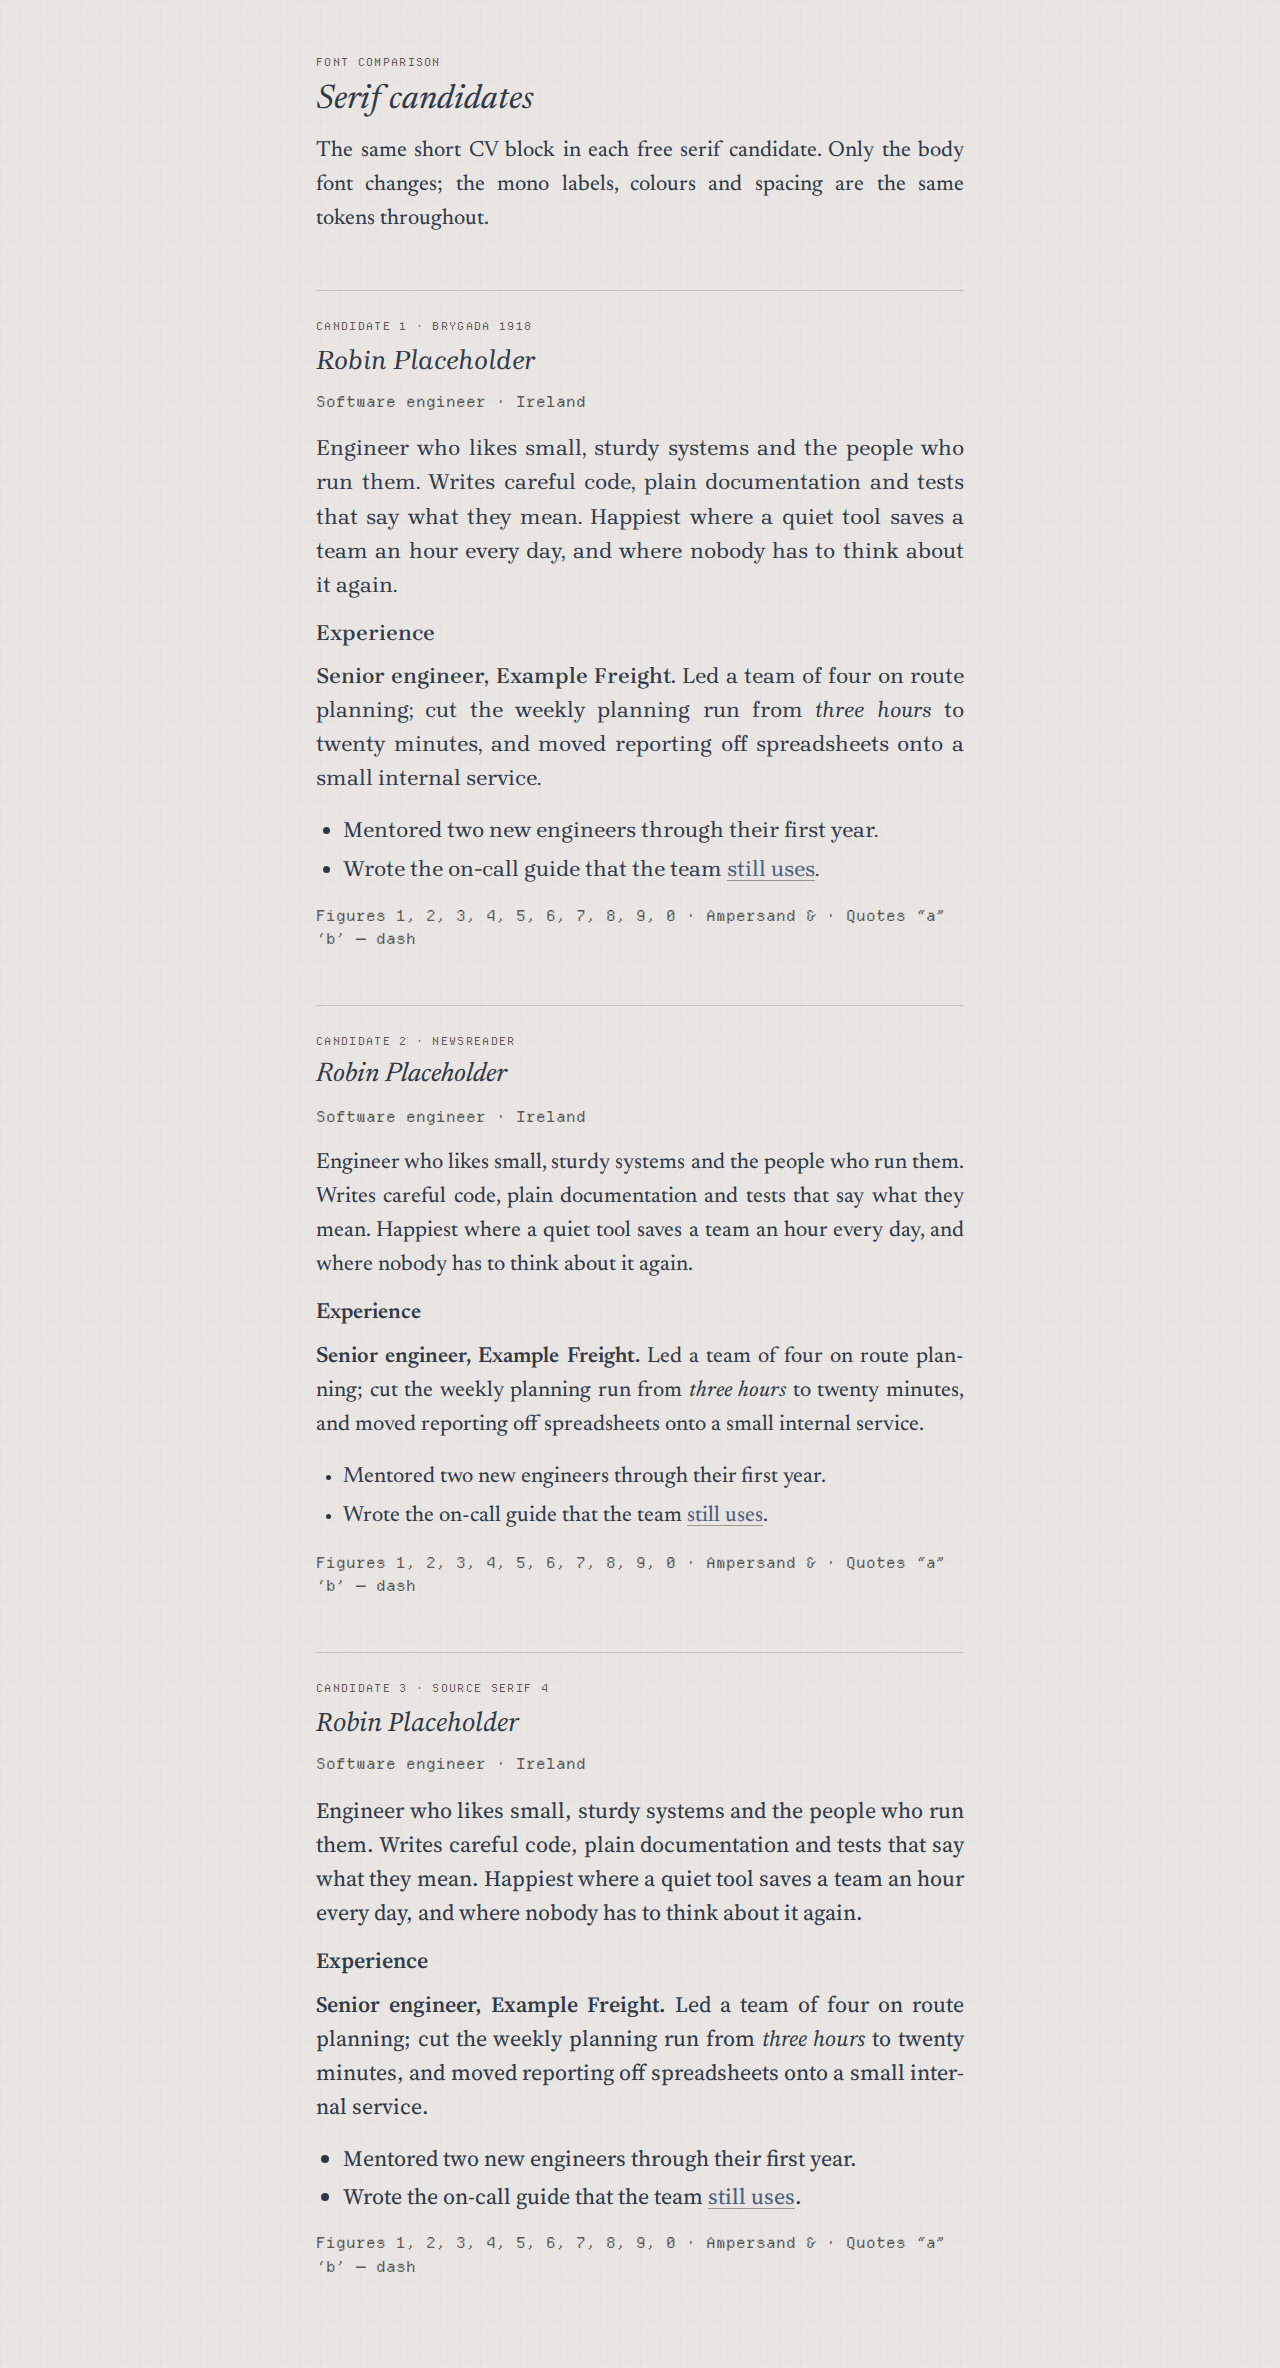 FONT COMPARISON
Serif candidates
The same short CV block in each free serif candidate. Only the body
font changes; the mono labels, colours and spacing are the same
tokens throughout.
CANDIDATE 1 · BRYGADA 1918
Robin Placeholder
Software engineer · Ireland
Engineer who likes small, sturdy systems and the people who
run them. Writes careful code, plain documentation and tests
that say what they mean. Happiest where a quiet tool saves a
team an hour every day, and where nobody has to think about
it again.
Experience
Senior engineer, Example Freight. Led a team of four on route
planning; cut the weekly planning run from three hours to
twenty minutes, and moved reporting off spreadsheets onto a
small internal service.
• Mentored two new engineers through their first year.
• Wrote the on-call guide that the team still uses.
Figures 1, 2, 3, 4, 5, 6, 7, 8, 9, 0 · Ampersand & · Quotes “a”
‘b’ — dash
CANDIDATE 2 · NEWSREADER
Robin Placeholder
Software engineer · Ireland
Engineer who likes small, sturdy systems and the people who run them.
Writes careful code, plain documentation and tests that say what they
mean. Happiest where a quiet tool saves a team an hour every day, and
where nobody has to think about it again.
Experience
Senior engineer, Example Freight. Led a team of four on route plan-
ning; cut the weekly planning run from three hours to twenty minutes,
and moved reporting off spreadsheets onto a small internal service.
• Mentored two new engineers through their first year.
• Wrote the on-call guide that the team still uses.
Figures 1, 2, 3, 4, 5, 6, 7, 8, 9, 0 · Ampersand & · Quotes “a”
‘b’ — dash
CANDIDATE 3 · SOURCE SERIF 4
Robin Placeholder
Software engineer · Ireland
Engineer who likes small, sturdy systems and the people who run
them. Writes careful code, plain documentation and tests that say
what they mean. Happiest where a quiet tool saves a team an hour
every day, and where nobody has to think about it again.
Experience
Senior engineer, Example Freight. Led a team of four on route
planning; cut the weekly planning run from three hours to twenty
minutes, and moved reporting off spreadsheets onto a small inter-
nal service.
• Mentored two new engineers through their first year.
• Wrote the on-call guide that the team still uses.
Figures 1, 2, 3, 4, 5, 6, 7, 8, 9, 0 · Ampersand & · Quotes “a”
‘b’ — dash